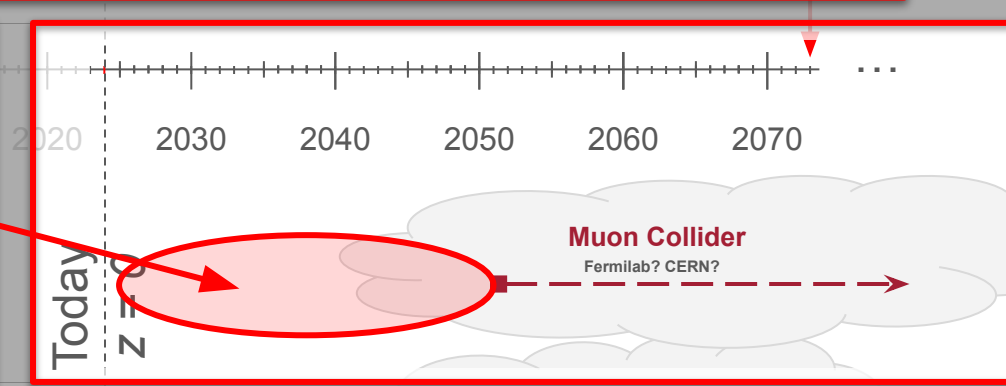 ...
2020 2030 2040 2050 2060 2070
Muon Collider
Fermilab? CERN?
Today
z = 0